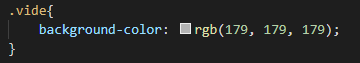 .vide{
    background-color: rgb(179, 179, 179);
}